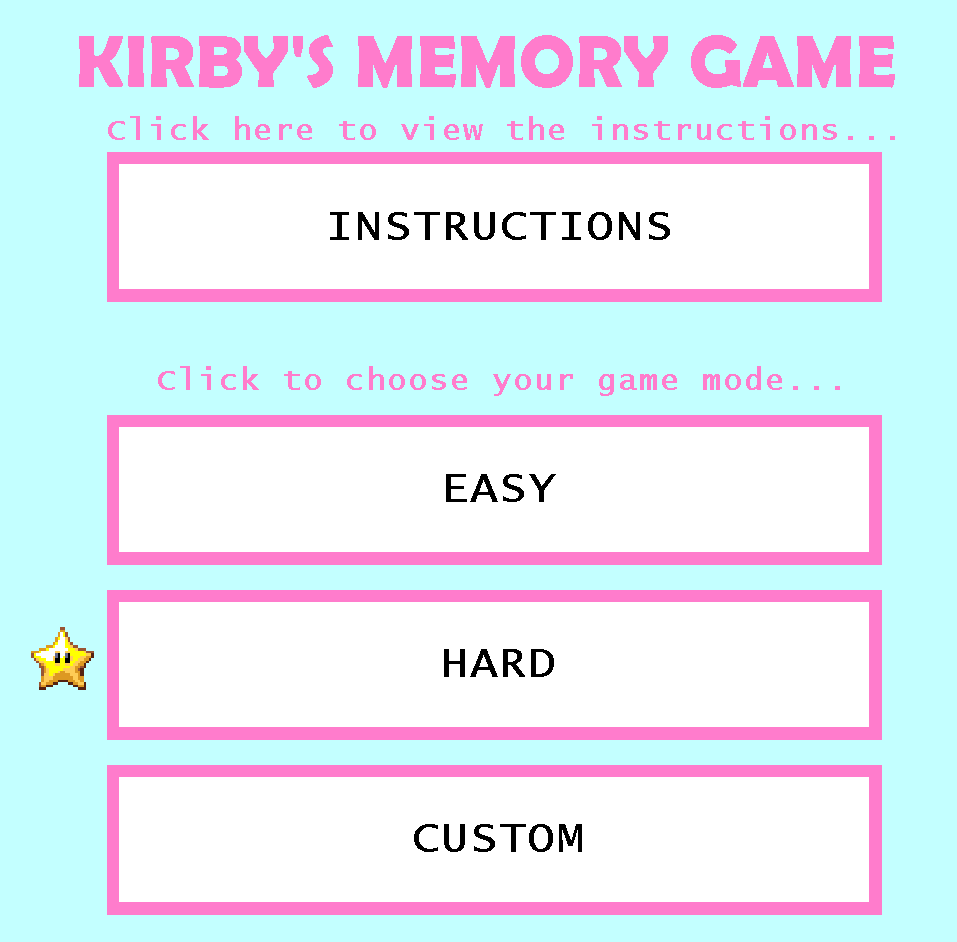 KIRBY'S MEMORY GAME
Click here to view the instructions...
INSTRUCTIONS
Click to choose your game mode...
EASY
HARD
CUSTOM